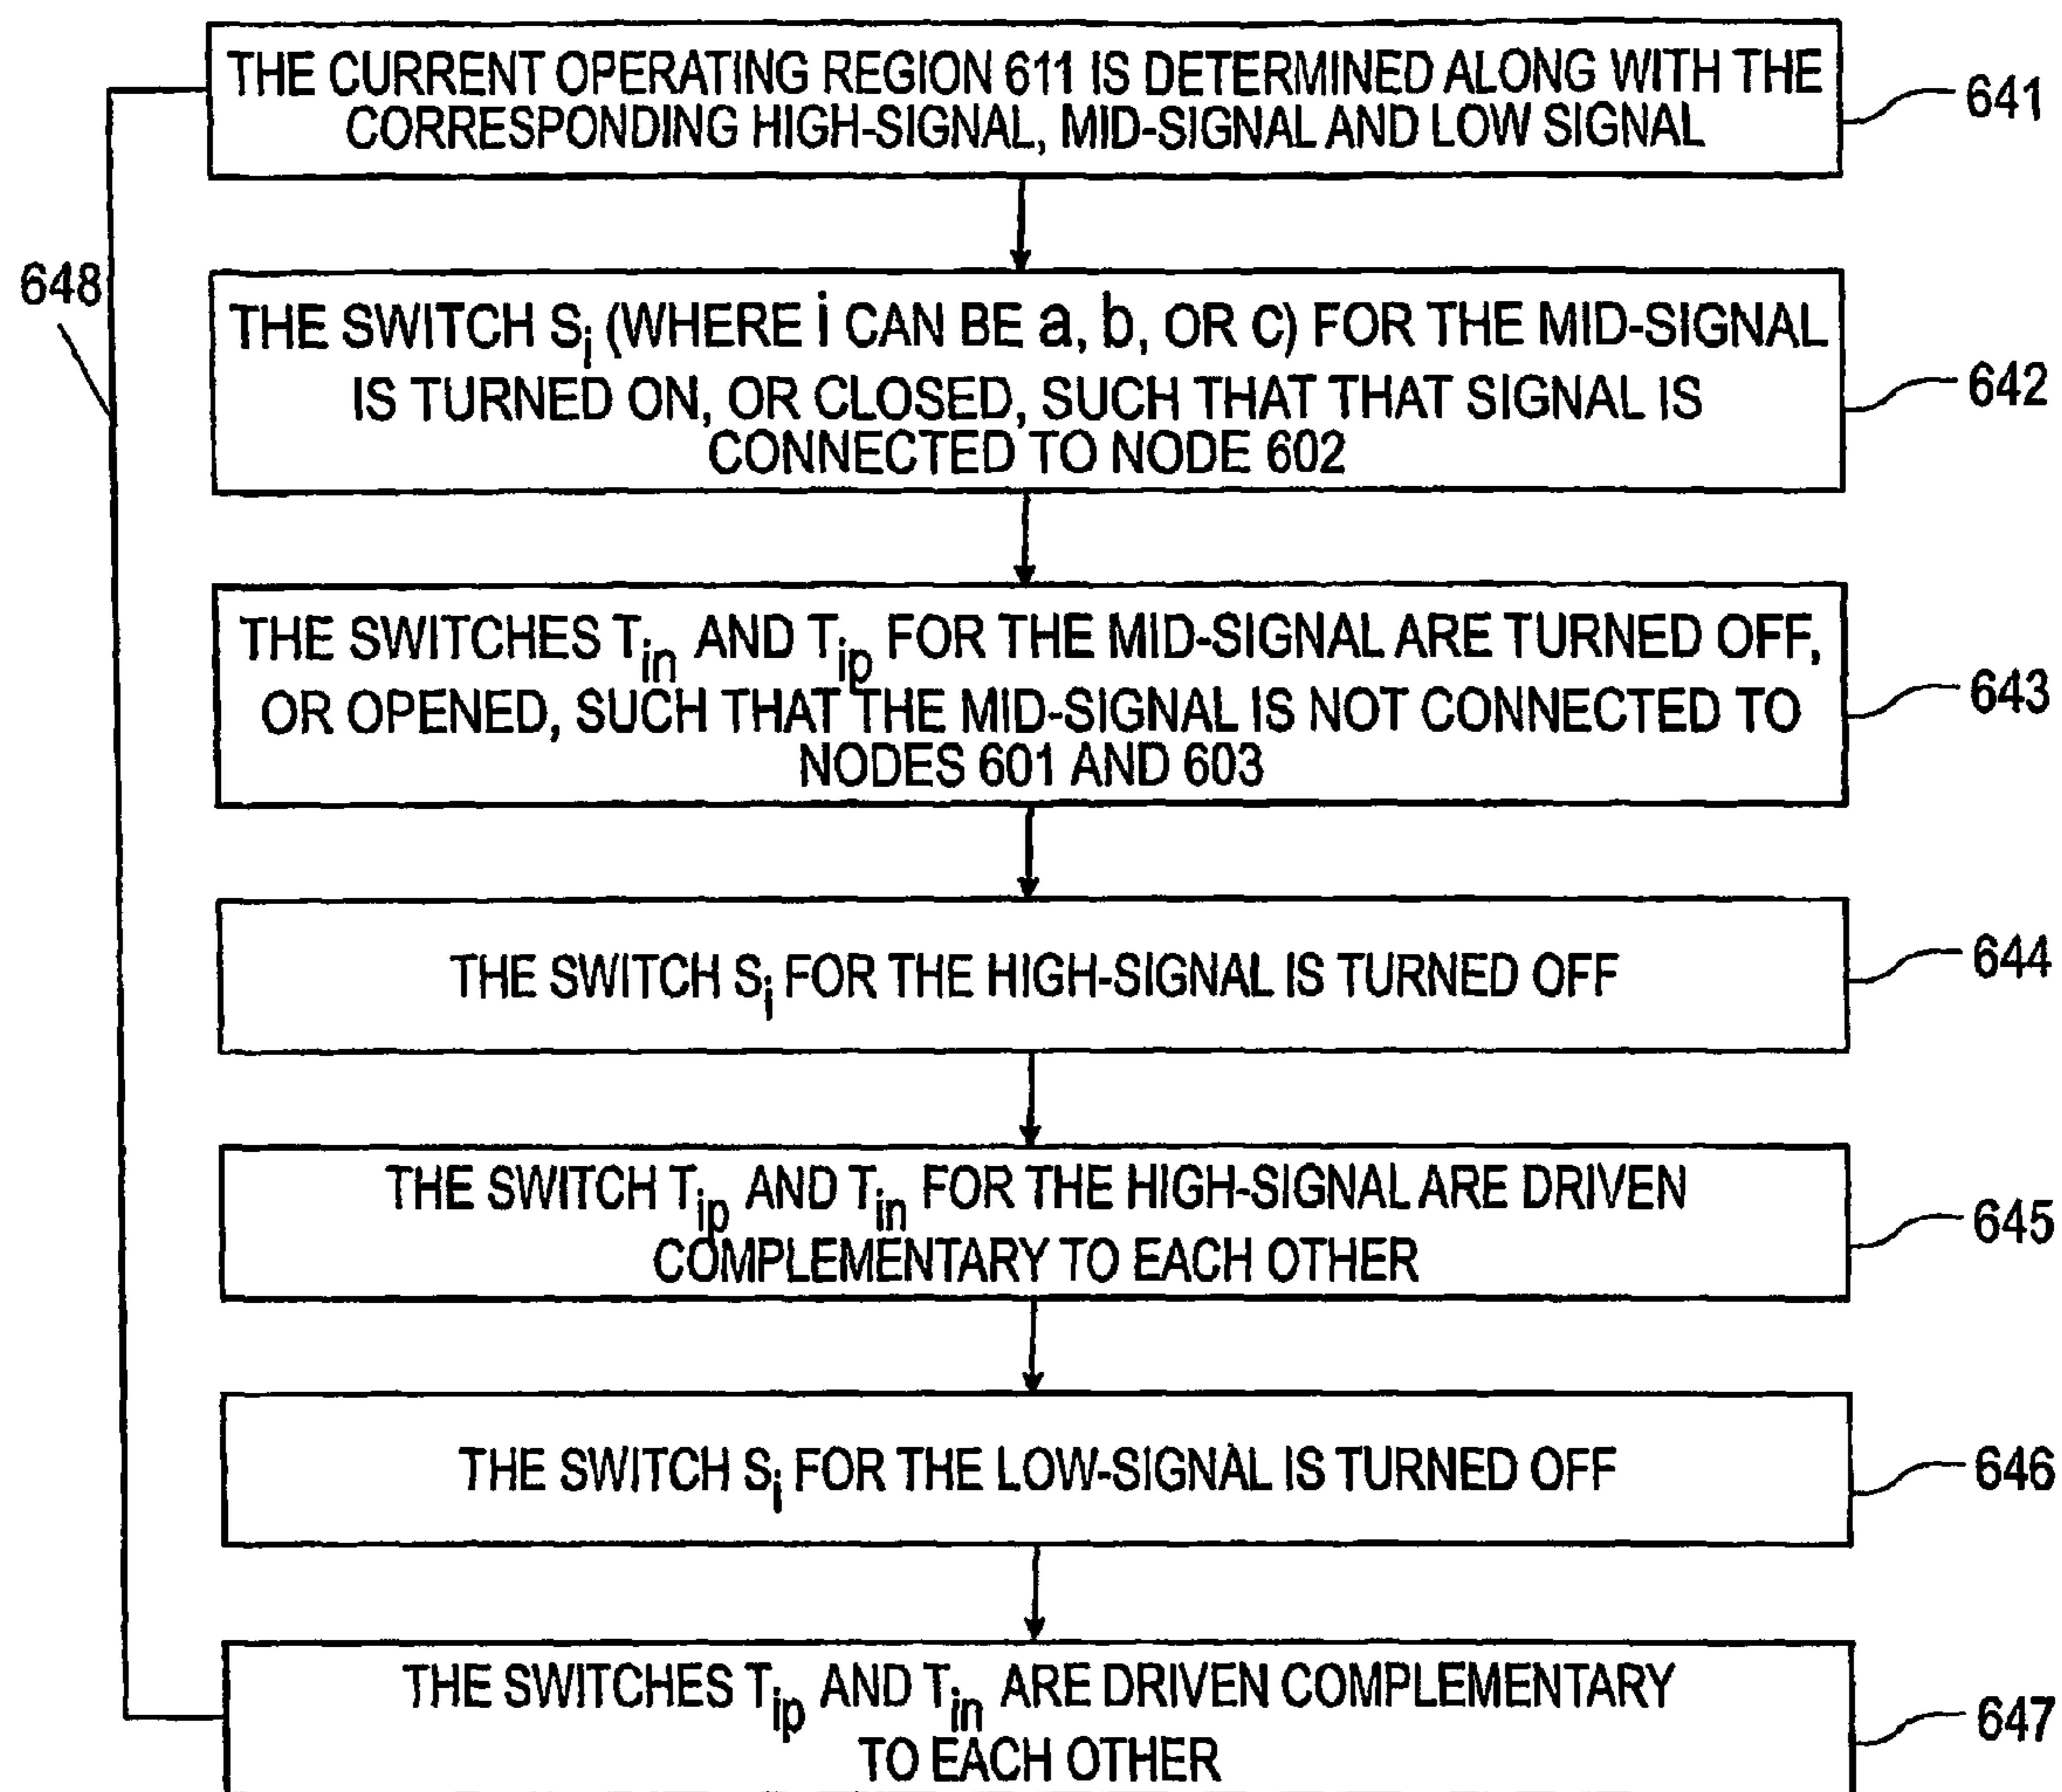 THE CURRENT OPERATING REGION 611 IS DETERMINED ALONG WITH THE
CORRESPONDING HIGH-SIGNAL, MID-SIGNAL AND LOW SIGNAL
641
648
THE SWITCH Si (WHERE i CAN BE a, b, OR c) FOR THE MID-SIGNAL
IS TURNED ON, OR CLOSED, SUCH THAT THAT SIGNAL IS
CONNECTED TO NODE 602
642
THE SWITCHES Tin AND Tip FOR THE MID-SIGNAL ARE TURNED OFF,
OR OPENED, SUCH THAT THE MID-SIGNAL IS NOT CONNECTED TO
NODES 601 AND 603
643
THE SWITCH Si FOR THE HIGH-SIGNAL IS TURNED OFF
644
THE SWITCH Tip AND Tin FOR THE HIGH-SIGNAL ARE DRIVEN
COMPLEMENTARY TO EACH OTHER
645
THE SWITCH Si FOR THE LOW-SIGNAL IS TURNED OFF
646
THE SWITCHES Tip AND Tin ARE DRIVEN COMPLEMENTARY
TO EACH OTHER
647